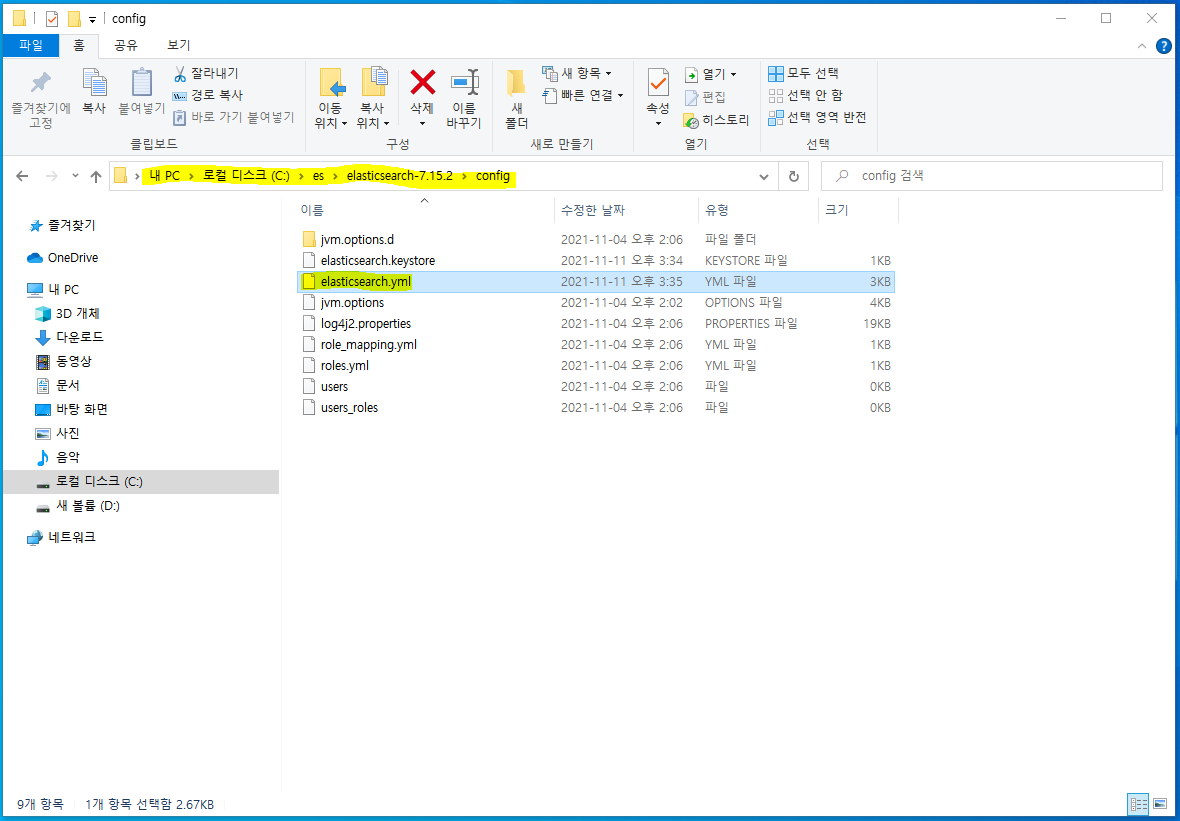 config
파일 홈 공유 보기
즐겨찾기에 고정
복사
붙여넣기
잘라내기
경로 복사
바로 가기 붙여넣기
클립보드
이동 위치
복사 위치
삭제
이름 바꾸기
구성
새 폴더
새 항목
빠른 연결
새로 만들기
속성
열기
편집
히스토리
열기
모두 선택
선택 안 함
선택 영역 반전
선택
내 PC > 로컬 디스크 (C:) > es > elasticsearch-7.15.2 > config
config 검색
즐겨찾기
OneDrive
내 PC
3D 개체
다운로드
동영상
문서
바탕 화면
사진
음악
로컬 디스크 (C:)
새 볼륨 (D:)
네트워크
이름 수정한 날짜 유형 크기
jvm.options.d 2021-11-04 오후 2:06 파일 폴더
elasticsearch.keystore 2021-11-11 오후 3:34 KEYSTORE 파일 1KB
elasticsearch.yml 2021-11-11 오후 3:35 YML 파일 3KB
jvm.options 2021-11-04 오후 2:02 OPTIONS 파일 4KB
log4j2.properties 2021-11-04 오후 2:06 PROPERTIES 파일 19KB
role_mapping.yml 2021-11-04 오후 2:06 YML 파일 1KB
roles.yml 2021-11-04 오후 2:06 YML 파일 1KB
users 2021-11-04 오후 2:06 파일 0KB
users_roles 2021-11-04 오후 2:06 파일 0KB
9개 항목 1개 항목 선택함 2.67KB